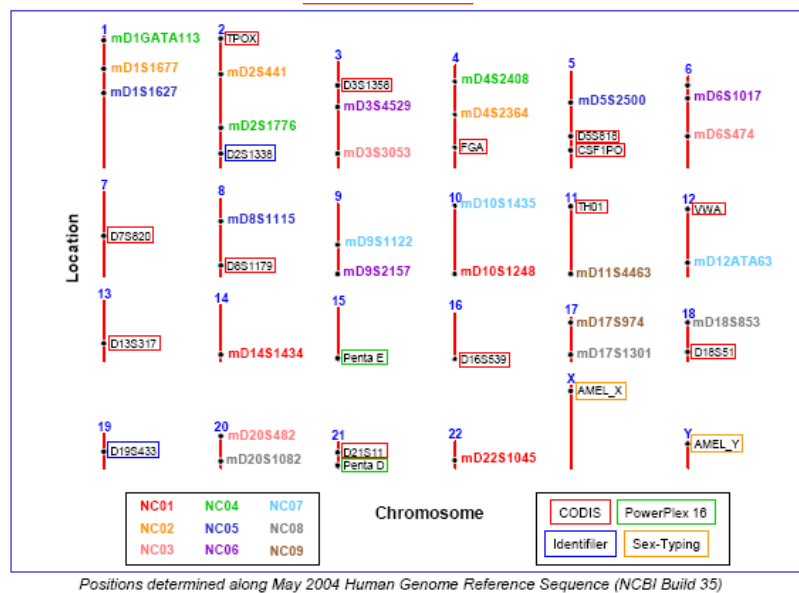 1 2 3 4 5 6
mD1GATA113
mD1S1677
mD1S1627
TPOX
mD2S441
mD2S1776
D2S1338
D3S1358
mD3S4529
mD3S3053
mD4S2408
mD4S2364
FGA
mD5S2500
D5S818
CSF1PO
mD6S1017
mD6S474
Location
7 8 9 10 11 12
D7S820
mD8S1115
D8S1179
mD9S1122
mD9S2157
mD10S1435
mD10S1248
TH01
mD11S4463
VWA
mD12ATA63
13 14 15 16 17 18
D13S317
mD14S1434
Penta E
D16S539
mD17S974
mD17S1301
mD18S853
D18S51
19 20 21 22 X Y
D19S433
mD20S482
mD20S1082
D21S11
Penta D
mD22S1045
AMEL_X
AMEL_Y
NC01 NC04 NC07
NC02 NC05 NC08
NC03 NC06 NC09
Chromosome
CODIS PowerPlex 16
Identifiler Sex-Typing
Positions determined along May 2004 Human Genome Reference Sequence (NCBI Build 35)